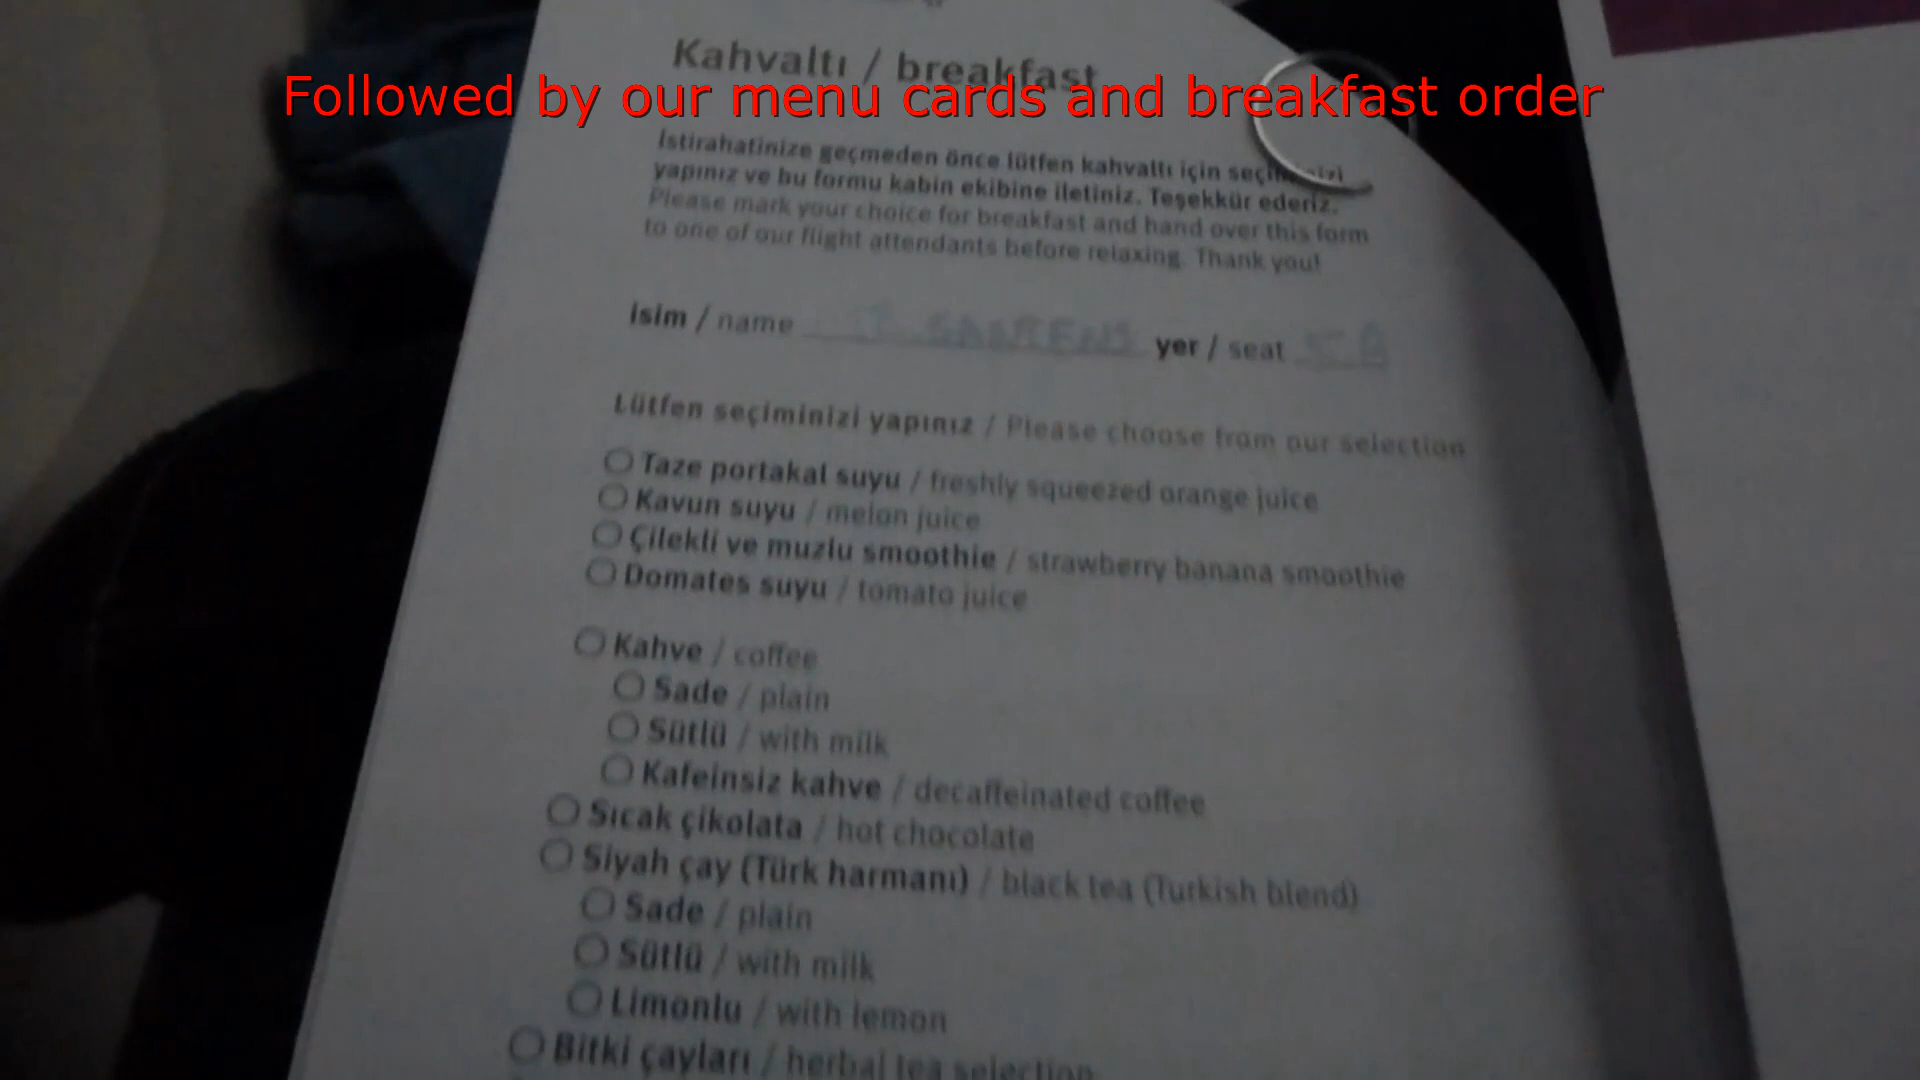 Kahvaltı / breakfast
Followed by our menu cards and breakfast order
İstirahatinize geçmeden önce lütfen kahvaltı için
yapınız ve bu formu kabin ekibine iletiniz. Teşekkür ederiz.
Please mark your choice for breakfast and hand over this form
to one of our flight attendants before relaxing. Thank you!
isim / name yer / seat
Lütfen seçiminizi yapınız / Please choose from our selection
Taze portakal suyu / freshly squeezed orange juice
Kavun suyu / melon juice
Çilekli ve muzlu smoothie / strawberry banana smoothie
Domates suyu / tomato juice
Kahve / coffee
Sade / plain
Sütlü / with milk
Kafeinsiz kahve / decaffeinated coffee
Sıcak çikolata / hot chocolate
Siyah çay (Türk harmanı) / black tea (Turkish blend)
Sade / plain
Sütlü / with milk
Limonlu / with lemon
Bitki çayları / herbal tea selection